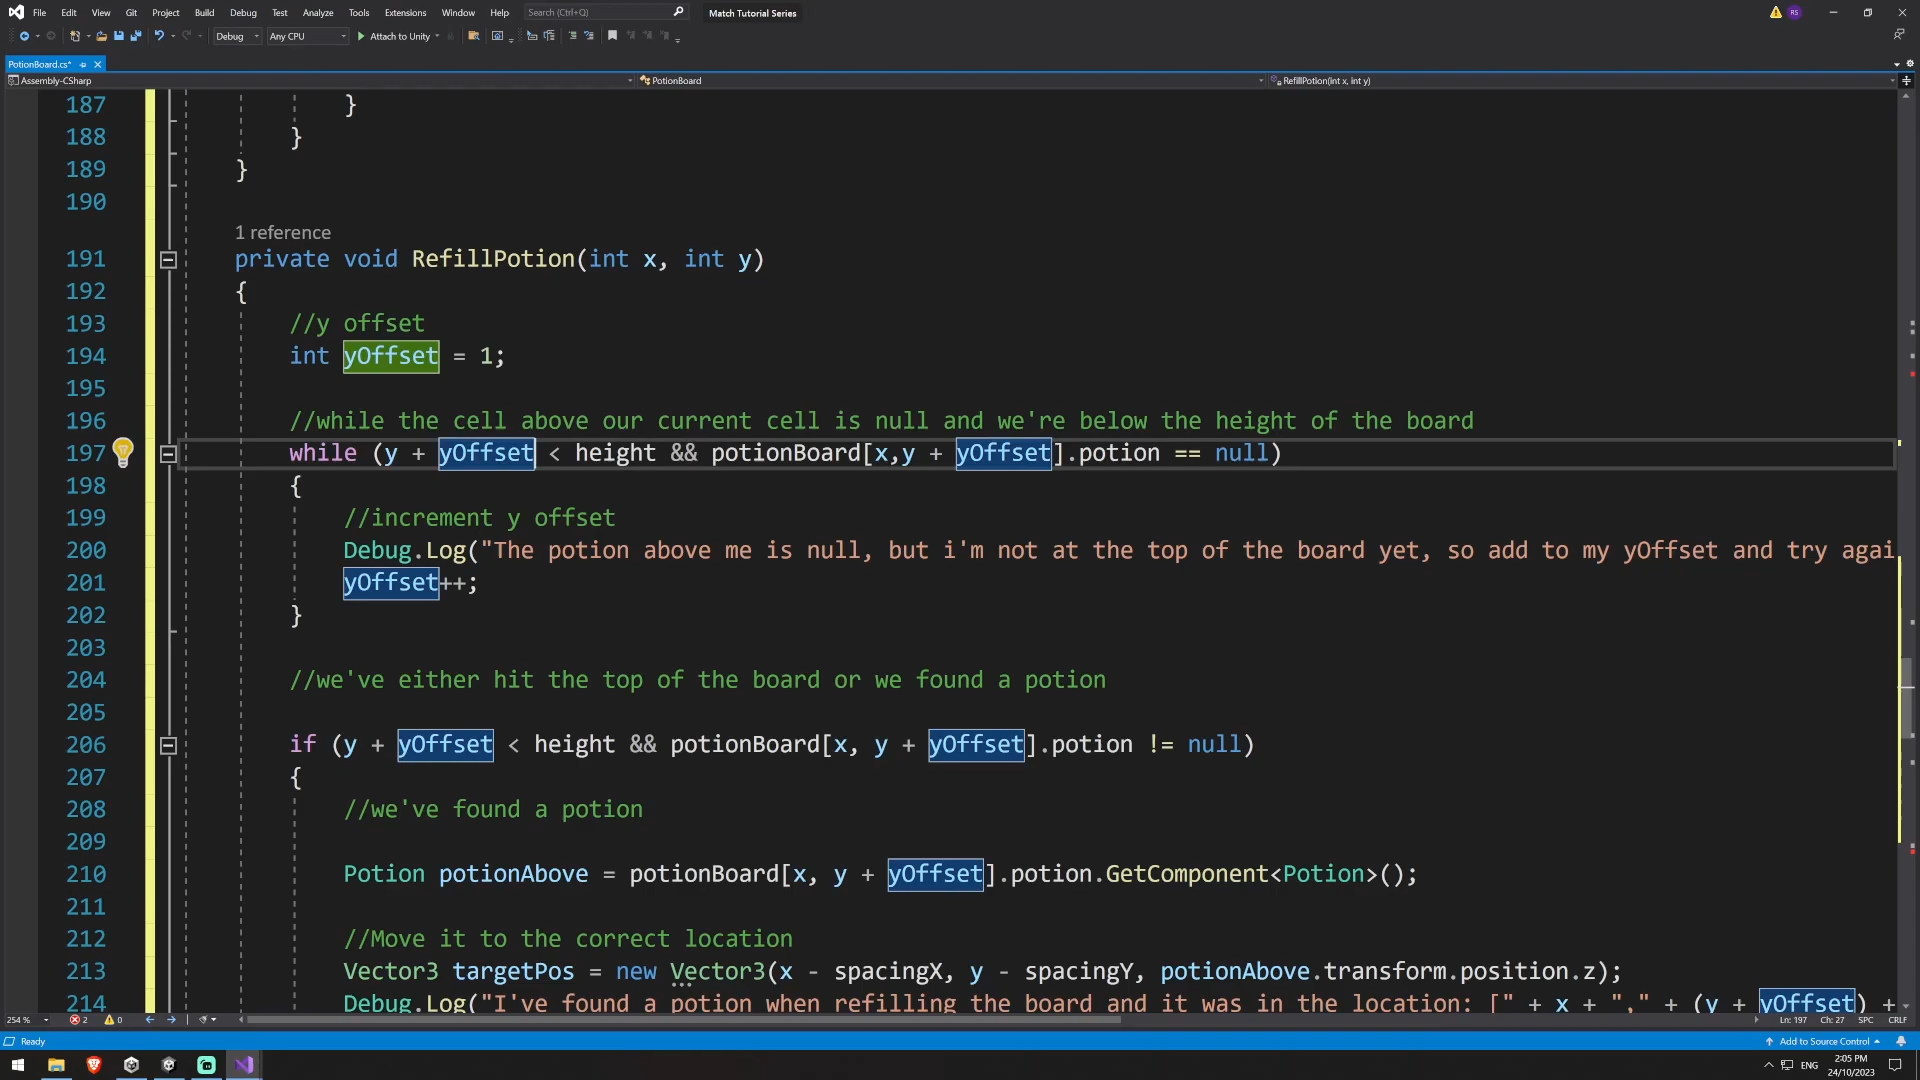 File Edit View Git Project Build Debug Test Analyze Tools Extensions Window Help Search (Ctrl+Q) Match Tutorial Series RS
Debug Any CPU Attach to Unity
PotionBoard.cs*
Assembly-CSharp PotionBoard RefillPotion(int x, int y)
187 }
188 }
189 }
190
1 reference
191 private void RefillPotion(int x, int y)
192 {
193 //y offset
194 int yOffset = 1;
195
196 //while the cell above our current cell is null and we're below the height of the board
197 while (y + yOffset < height && potionBoard[x,y + yOffset].potion == null)
198 {
199 //increment y offset
200 Debug.Log("The potion above me is null, but i'm not at the top of the board yet, so add to my yOffset and try agai
201 yOffset++;
202 }
203
204 //we've either hit the top of the board or we found a potion
205
206 if (y + yOffset < height && potionBoard[x, y + yOffset].potion != null)
207 {
208 //we've found a potion
209
210 Potion potionAbove = potionBoard[x, y + yOffset].potion.GetComponent<Potion>();
211
212 //Move it to the correct location
213 Vector3 targetPos = new Vector3(x - spacingX, y - spacingY, potionAbove.transform.position.z);
214 Debug.Log("I've found a potion when refilling the board and it was in the location: [" + x + "," + (y + yOffset) +
254 % 2 0 Ln: 197 Ch: 27 SPC CRLF
Ready Add to Source Control
ENG 2:05 PM
24/10/2023